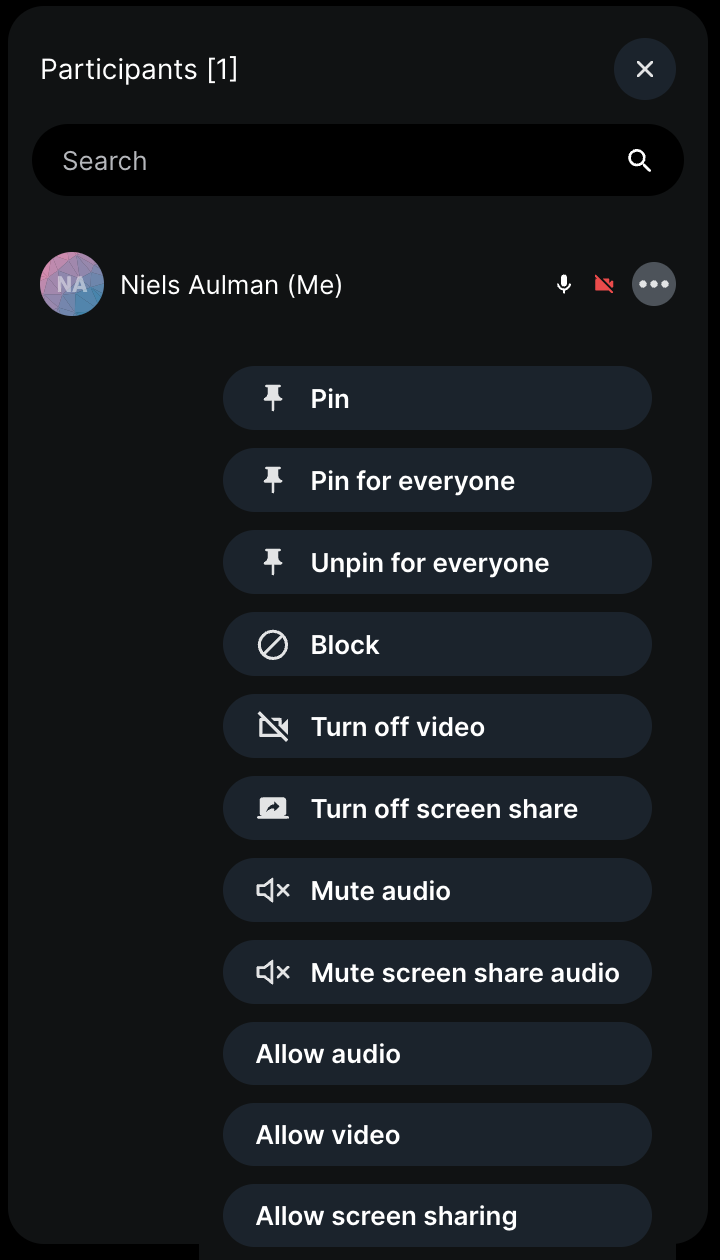 Participants [1]
Search
NA
Niels Aulman (Me)
Pin
Pin for everyone
Unpin for everyone
Block
Turn off video
Turn off screen share
Mute audio
Mute screen share audio
Allow audio
Allow video
Allow screen sharing